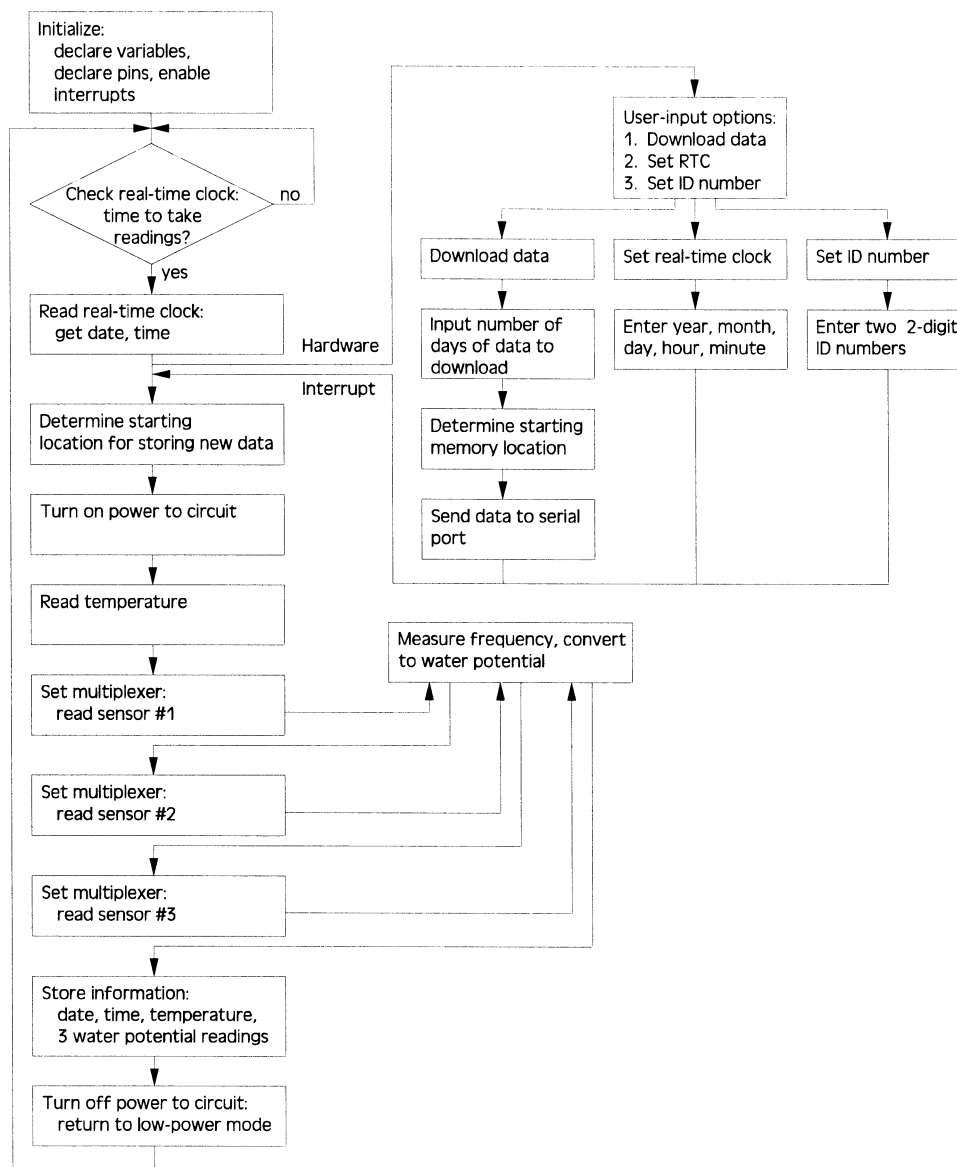 Initialize:
declare variables,
declare pins, enable
interrupts
Check real-time clock:
time to take
readings?
no
yes
Read real-time clock:
get date, time
Hardware
Interrupt
Determine starting
location for storing new data
Turn on power to circuit
Read temperature
Set multiplexer:
read sensor #1
Set multiplexer:
read sensor #2
Set multiplexer:
read sensor #3
Store information:
date, time, temperature,
3 water potential readings
Turn off power to circuit:
return to low-power mode
User-input options:
1. Download data
2. Set RTC
3. Set ID number
Download data
Input number of
days of data to
download
Determine starting
memory location
Send data to serial
port
Set real-time clock
Enter year, month,
day, hour, minute
Set ID number
Enter two 2-digit
ID numbers
Measure frequency, convert
to water potential